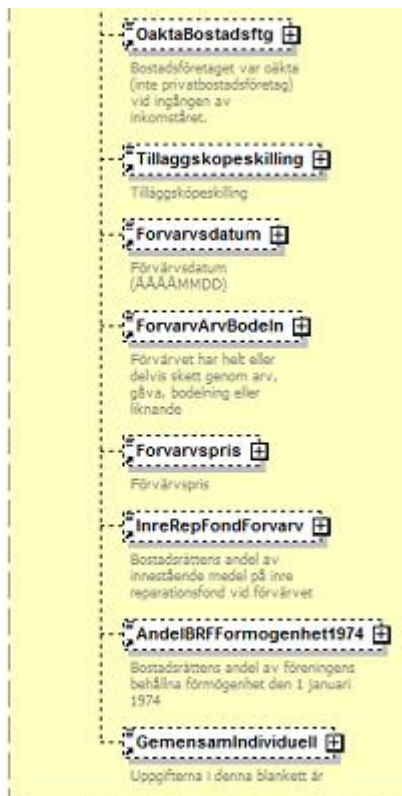 OaktaBostadsftg
Bostadsföretaget var oäkta
(inte privatbostadsföretag)
vid ingången av
inkomståret.
Tillaggskopeskilling
Tilläggsköpeskilling
Forvarvsdatum
Förvärvsdatum
(ÅÅÅÅMMDD)
ForvarvArvBodeln
Förvärvet har helt eller
delvis skett genom arv,
gåva, bodelning eller
liknande
Forvarvspris
Förvärvspris
InreRepFondForvarv
Bostadsrättens andel av
innestående medel på inre
reparationsfond vid förvärvet
AndelBRFFormogenhet1974
Bostadsrättens andel av föreningens
behållna förmögenhet den 1 januari
1974
GemensamIndividuell
Uppgifterna i denna blankett är